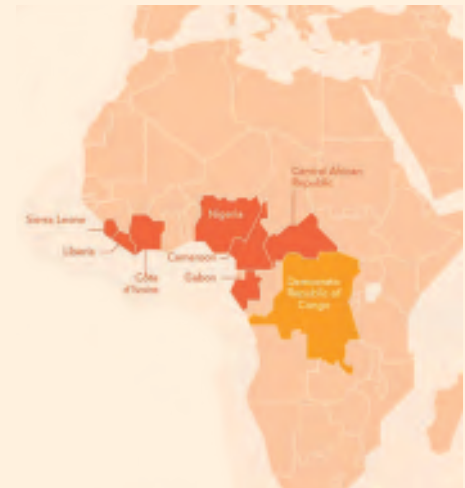 Central African
Republic
Sierra Leone
Nigeria
Liberia
Cameroon
Côte
d'Ivoire
Gabon
Democratic
Republic of
Congo